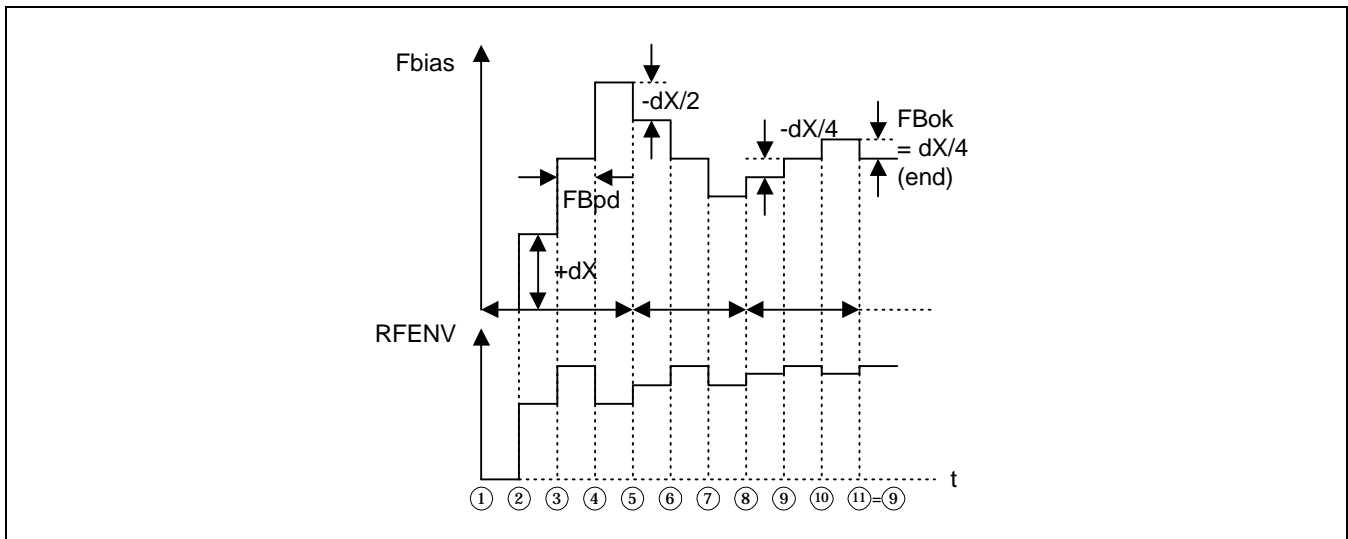 Fbias
-dX/2
-dX/4
FBok
= dX/4
(end)
FBpd
+dX
RFENV
t
① ② ③ ④ ⑤ ⑥ ⑦ ⑧ ⑨ ⑩ ⑪=⑨